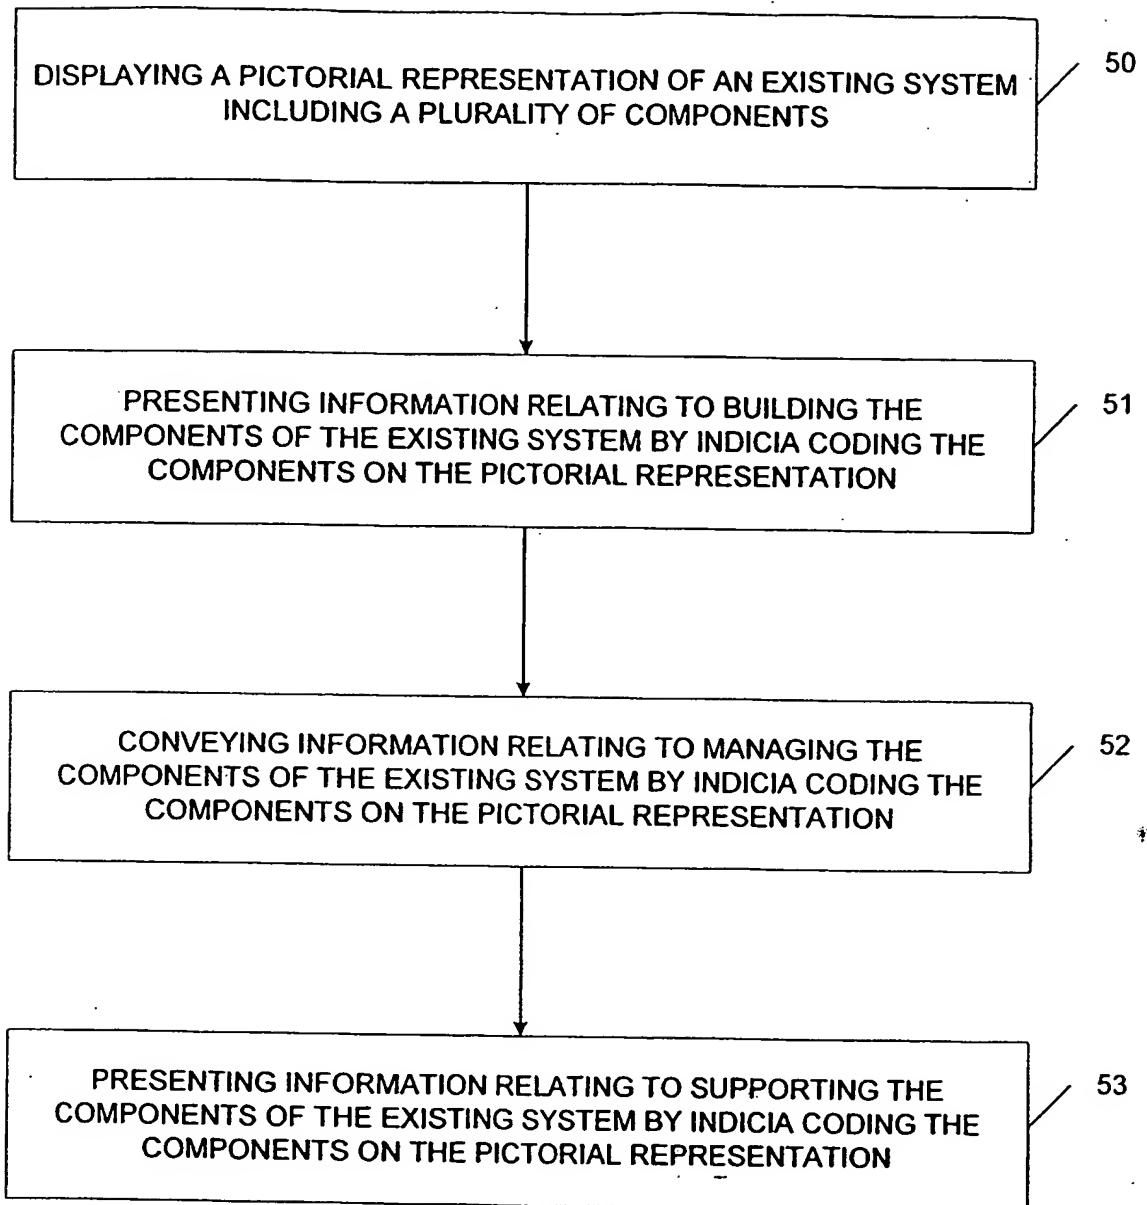 DISPLAYING A PICTORIAL REPRESENTATION OF AN EXISTING SYSTEM
INCLUDING A PLURALITY OF COMPONENTS
50
PRESENTING INFORMATION RELATING TO BUILDING THE
COMPONENTS OF THE EXISTING SYSTEM BY INDICIA CODING THE
COMPONENTS ON THE PICTORIAL REPRESENTATION
51
CONVEYING INFORMATION RELATING TO MANAGING THE
COMPONENTS OF THE EXISTING SYSTEM BY INDICIA CODING THE
COMPONENTS ON THE PICTORIAL REPRESENTATION
52
PRESENTING INFORMATION RELATING TO SUPPORTING THE
COMPONENTS OF THE EXISTING SYSTEM BY INDICIA CODING THE
COMPONENTS ON THE PICTORIAL REPRESENTATION
53